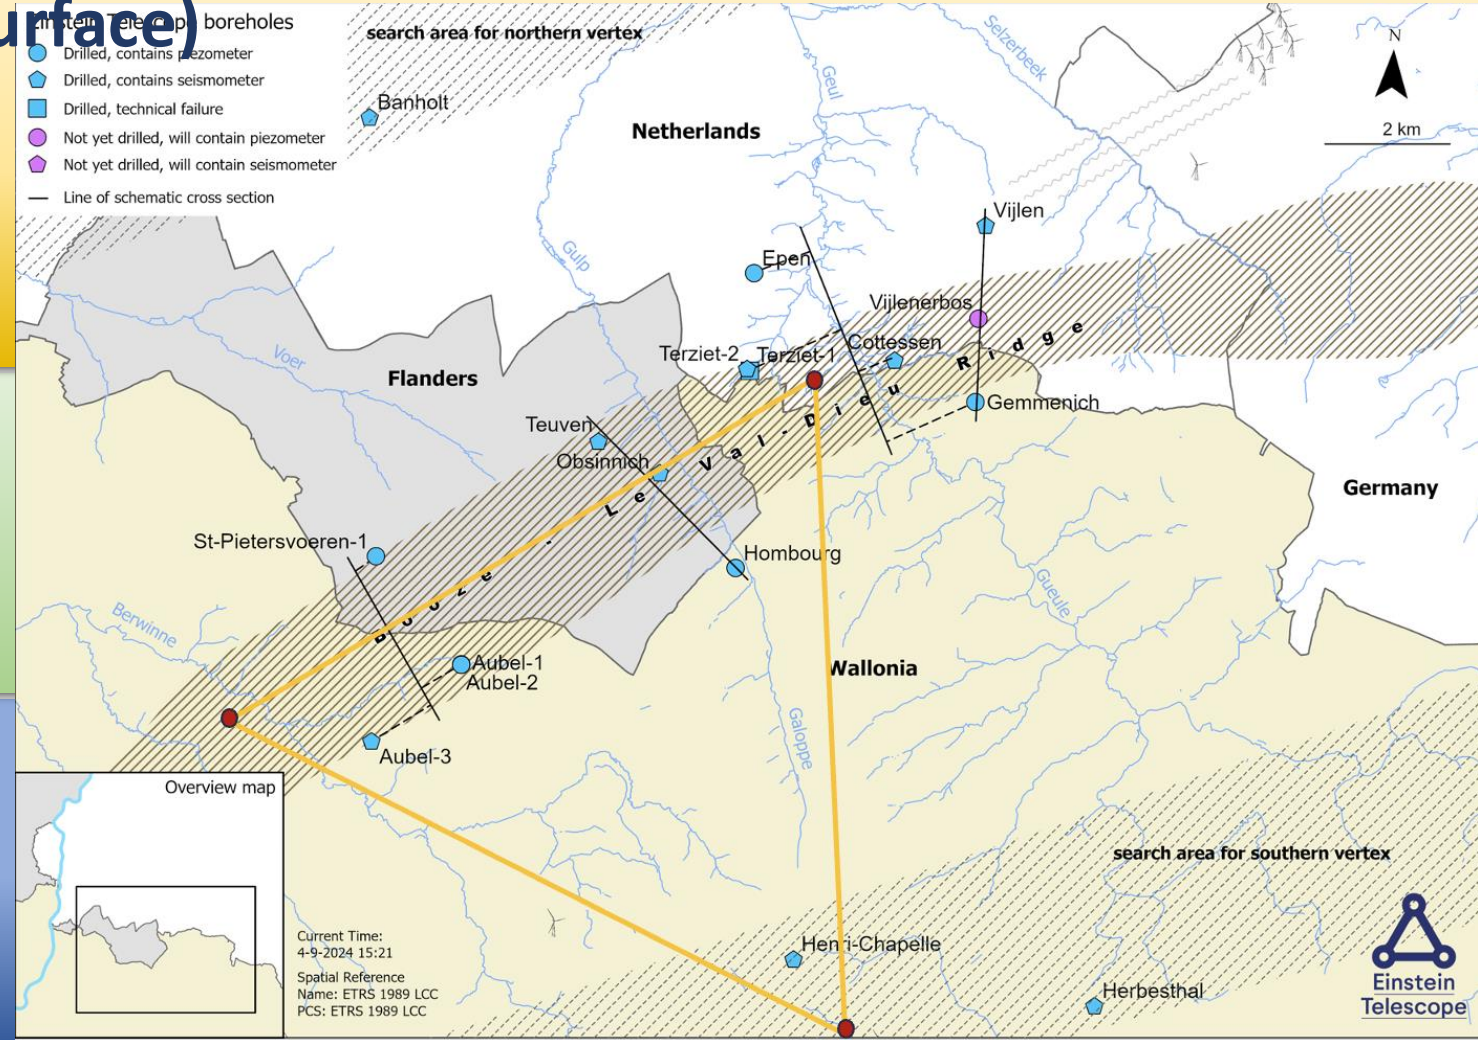 urface)
Einstein Telescope boreholes
Drilled, contains piezometer
Drilled, contains seismometer
Drilled, technical failure
Not yet drilled, will contain piezometer
Not yet drilled, will contain seismometer
Line of schematic cross section
search area for northern vertex
Banholt
Netherlands
Geul
Selzerbeek
N
2 km
Vijlen
Epen
Gulp
Vijlenerbos
Cottessen
Terziet-2
Terziet-1
Voer
Flanders
Gemmenich
Teuven
Obsinnich
Bouze - Le Val-Dieu Ridge
Germany
St-Pietersvoeren-1
Hombourg
Gueule
Berwinne
Aubel-1
Aubel-2
Wallonia
Galoppe
Aubel-3
Overview map
search area for southern vertex
Current Time:
4-9-2024 15:21
Spatial Reference
Name: ETRS 1989 LCC
PCS: ETRS 1989 LCC
Henri-Chapelle
Herbesthal
Einstein
Telescope